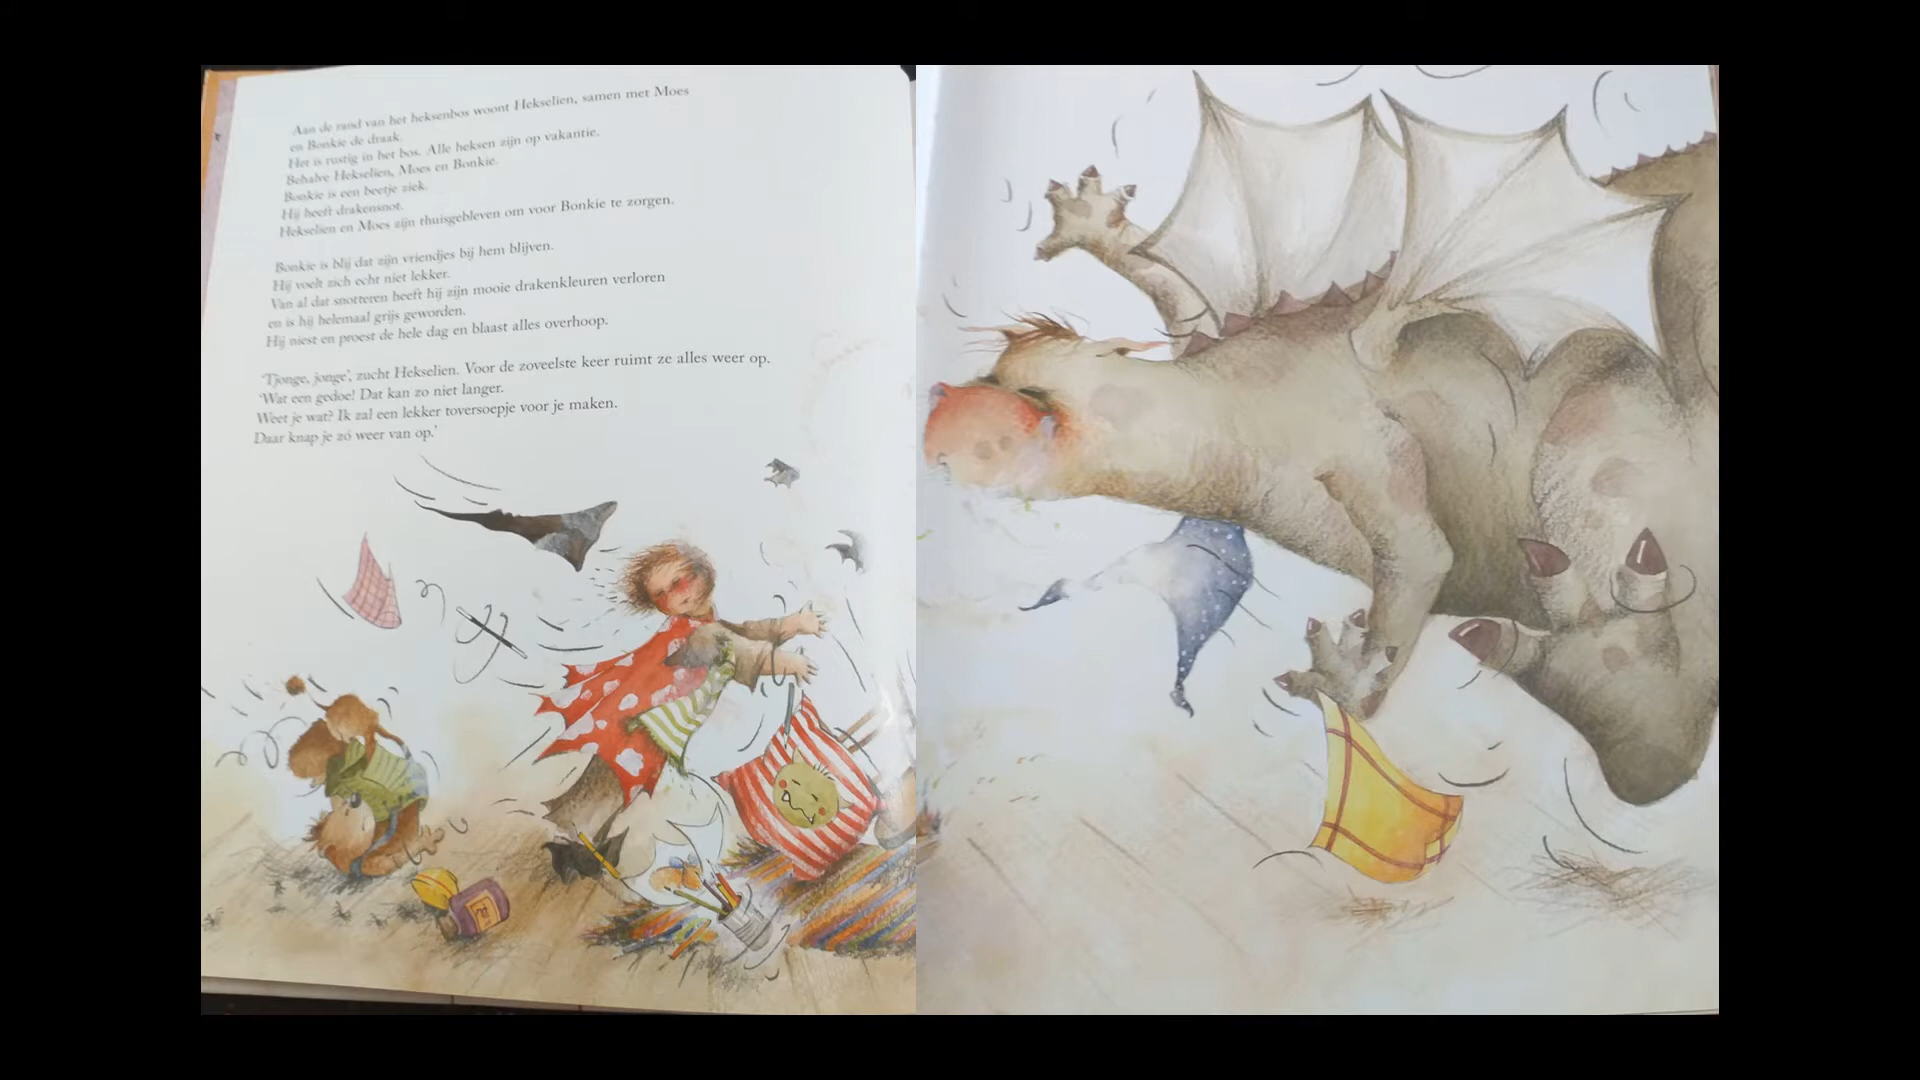 Aan de rand van het heksenbos woont Hekselien, samen met Moes
en Bonkie de draak.
Het is rustig in het bos. Alle heksen zijn op vakantie.
Behalve Hekselien, Moes en Bonkie.
Bonkie is een beetje ziek.
Hij heeft drakensnot.
Hekselien en Moes zijn thuisgebleven om voor Bonkie te zorgen.
Bonkie is blij dat zijn vriendjes bij hem blijven.
Hij voelt zich echt niet lekker.
Van al dat snotteren heeft hij zijn mooie drakenkleuren verloren
en is hij helemaal grijs geworden.
Hij niest en proest de hele dag en blaast alles overhoop.
‘Tjonge, jonge’, zucht Hekselien. Voor de zoveelste keer ruimt ze alles weer op.
‘Wat een gedoe! Dat kan zo niet langer.
Weet je wat? Ik zal een lekker toversoepje voor je maken.
Daar knap je zó weer van op.’